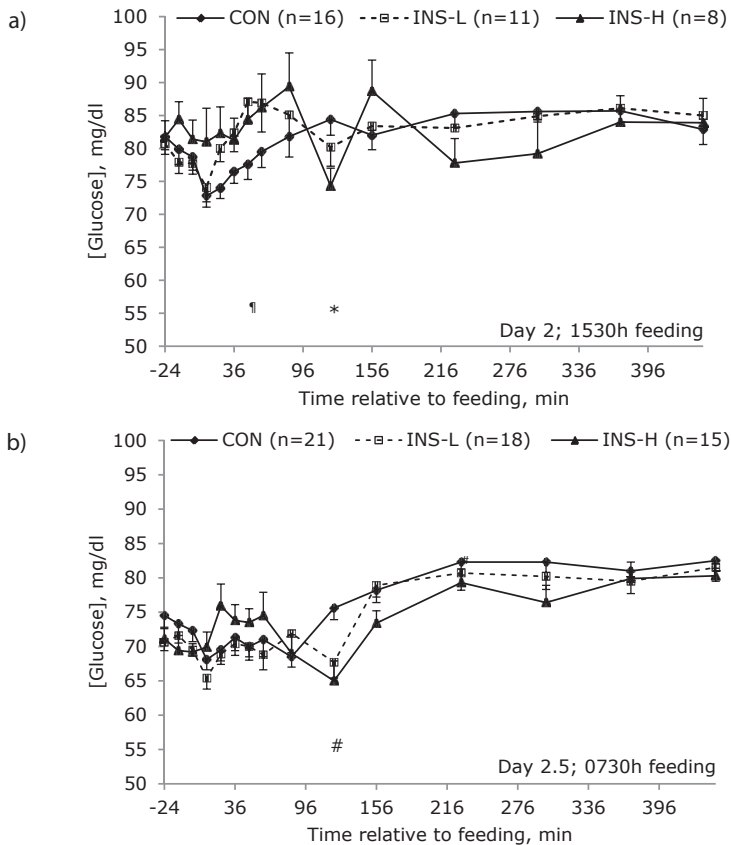 a)
CON (n=16) INS-L (n=11) INS-H (n=8)
100
95
90
85
80
75
70
65
60
55
50
[Glucose], mg/dl
¶ *
Day 2; 1530h feeding
-24 36 96 156 216 276 336 396
Time relative to feeding, min
b)
CON (n=21) INS-L (n=18) INS-H (n=15)
100
95
90
85
80
75
70
65
60
55
50
[Glucose], mg/dl
#
#
Day 2.5; 0730h feeding
-24 36 96 156 216 276 336 396
Time relative to feeding, min